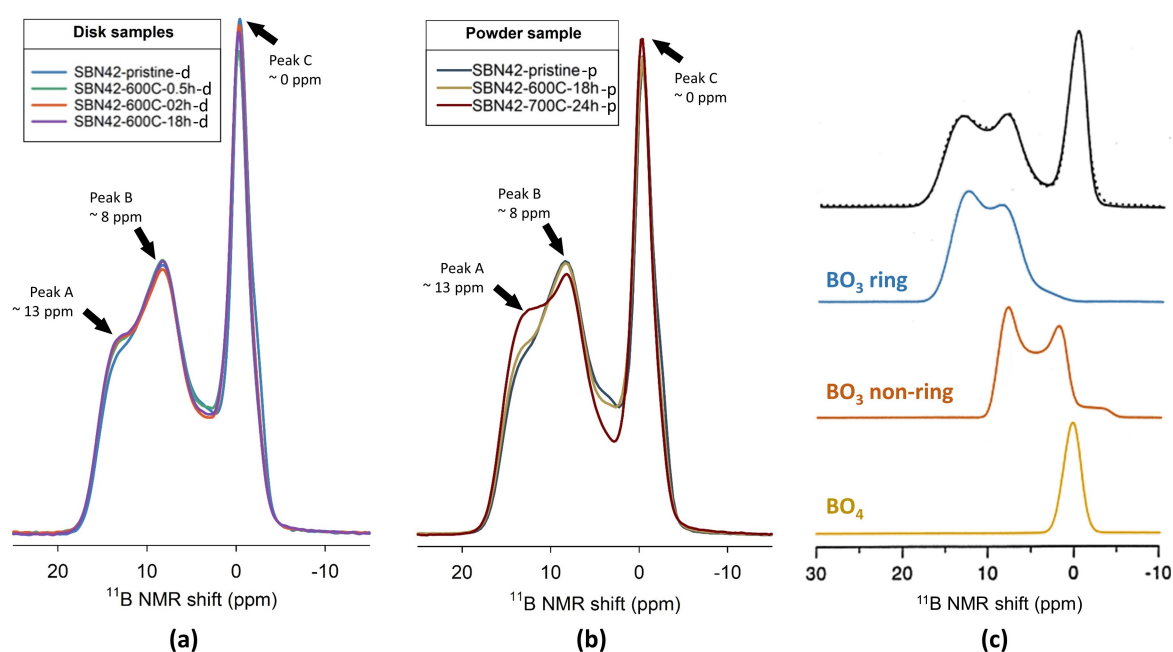 Disk samples
SBN42-pristine-d
SBN42-600C-0.5h-d
SBN42-600C-02h-d
SBN42-600C-18h-d
Peak C
~ 0 ppm
Peak B
~ 8 ppm
Peak A
~ 13 ppm
20 10 0 -10
¹¹B NMR shift (ppm)
(a)
Powder sample
SBN42-pristine-p
SBN42-600C-18h-p
SBN42-700C-24h-p
Peak C
~ 0 ppm
Peak B
~ 8 ppm
Peak A
~ 13 ppm
20 10 0 -10
¹¹B NMR shift (ppm)
(b)
BO₃ ring
BO₃ non-ring
BO₄
30 20 10 0 -10
¹¹B NMR shift (ppm)
(c)